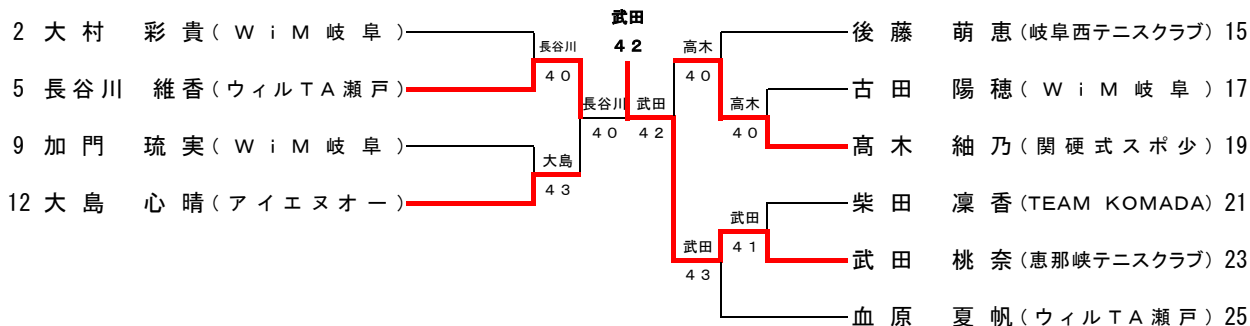 武田
42
2 大村 彩貴(WiM岐阜)
長谷川
40
5 長谷川 維香(ウィルTA瀬戸)
長谷川
40
9 加門 琉実(WiM岐阜)
大島
43
12 大島 心晴(アイエヌオー)
武田
42
高木
40
後藤 萌恵(岐阜西テニスクラブ) 15
古田 陽穂(WiM岐阜) 17
高木
40
髙木 紬乃(関硬式スポ少) 19
柴田 凜香(TEAM KOMADA) 21
武田
41
武田
43
武田 桃奈(恵那峡テニスクラブ) 23
血原 夏帆(ウィルTA瀬戸) 25